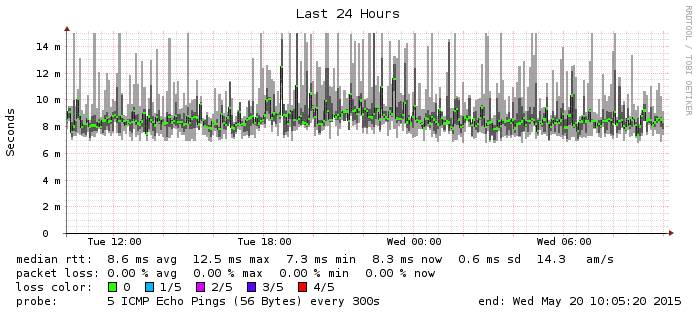 Last 24 Hours
RRDTOOL / TOBI OETIKER
Seconds
14 m
12 m
10 m
8 m
6 m
4 m
2 m
0
Tue 12:00 Tue 18:00 Wed 00:00 Wed 06:00
median rtt: 8.6 ms avg 12.5 ms max 7.3 ms min 8.3 ms now 0.6 ms sd 14.3 am/s
packet loss: 0.00 % avg 0.00 % max 0.00 % min 0.00 % now
loss color: 0 1/5 2/5 3/5 4/5
probe: 5 ICMP Echo Pings (56 Bytes) every 300s end: Wed May 20 10:05:20 2015